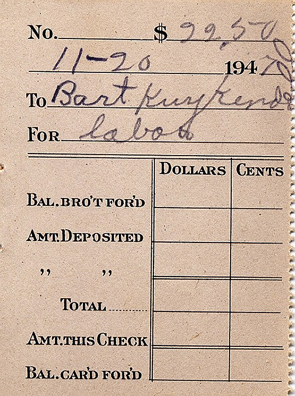 No. $ 22.50
11-20 194
To Bart Kuykendall
For labor
Dollars Cents
Bal. bro't for'd
Amt. Deposited
„ „
Total
Amt. this Check
Bal. car'd for'd